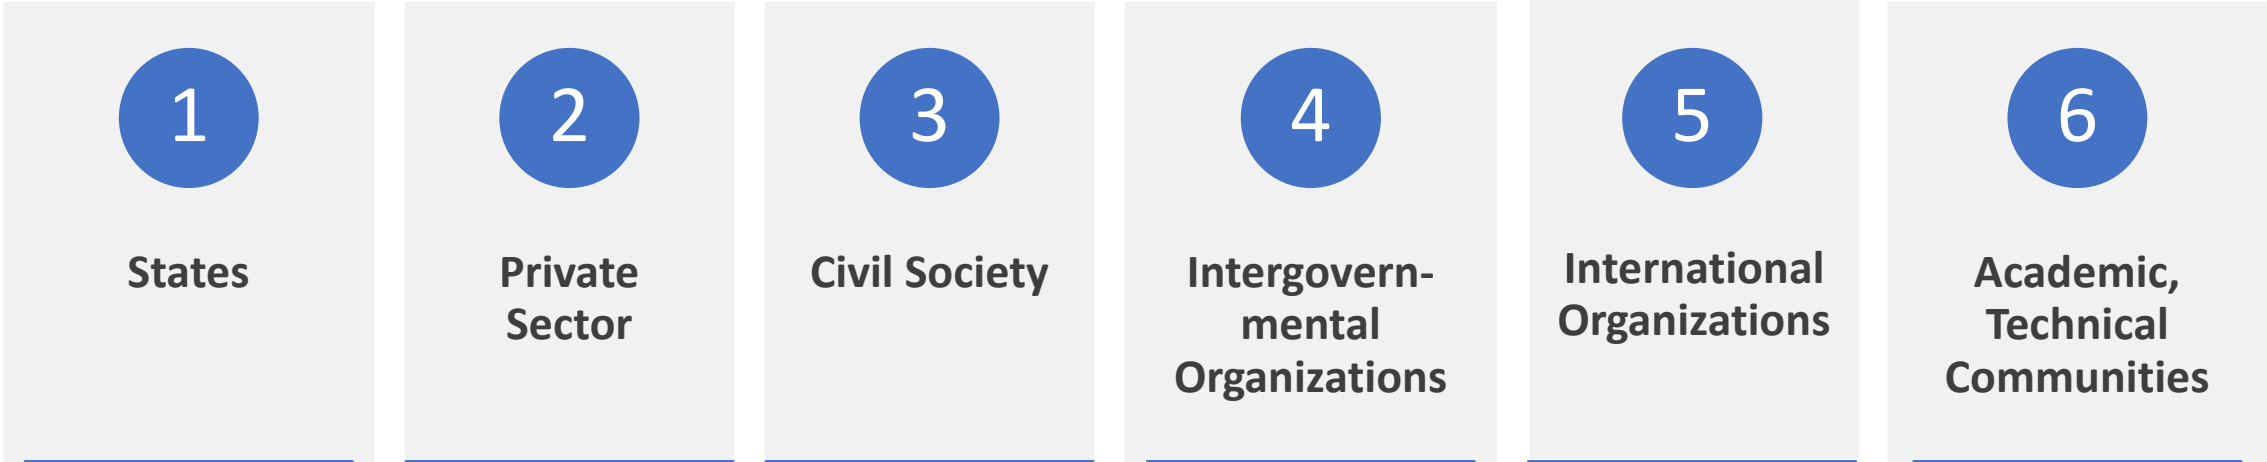 1
States
2
Private
Sector
3
Civil Society
4
Intergovern-
mental
Organizations
5
International
Organizations
6
Academic,
Technical
Communities